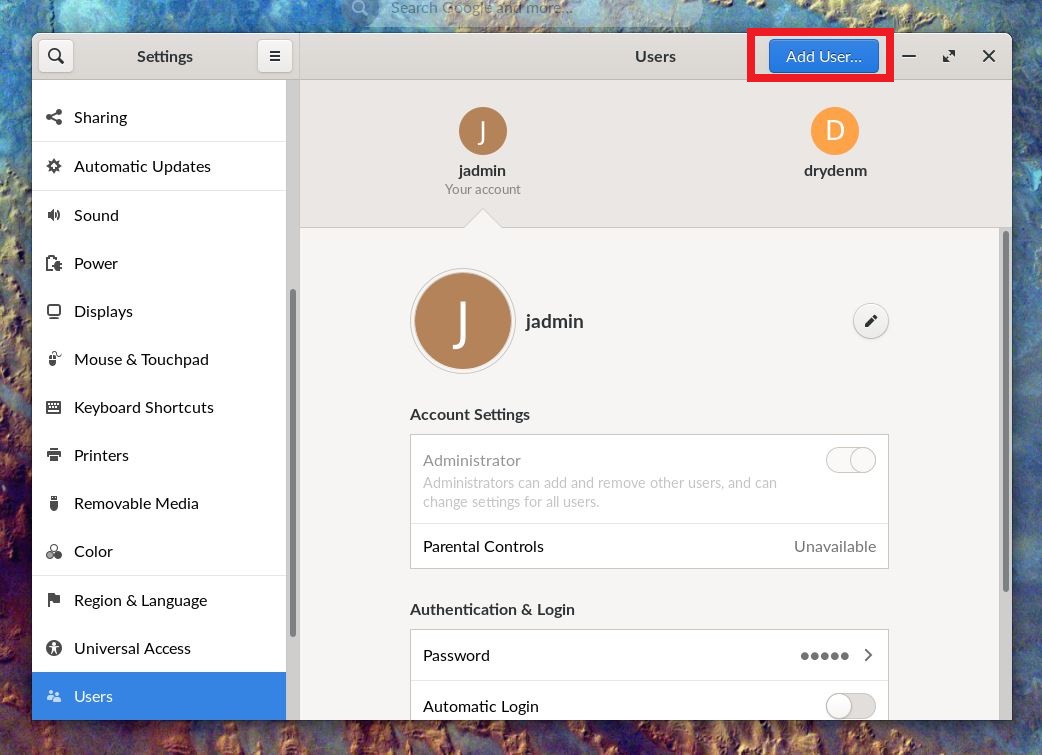 Search Google and more...
Settings
Users
Add User...
Sharing
Automatic Updates
Sound
Power
Displays
Mouse & Touchpad
Keyboard Shortcuts
Printers
Removable Media
Color
Region & Language
Universal Access
Users
J
jadmin
Your account
D
drydenm
J
jadmin
Account Settings
Administrator
Administrators can add and remove other users, and can
change settings for all users.
Parental Controls
Unavailable
Authentication & Login
Password
●●●●●
Automatic Login